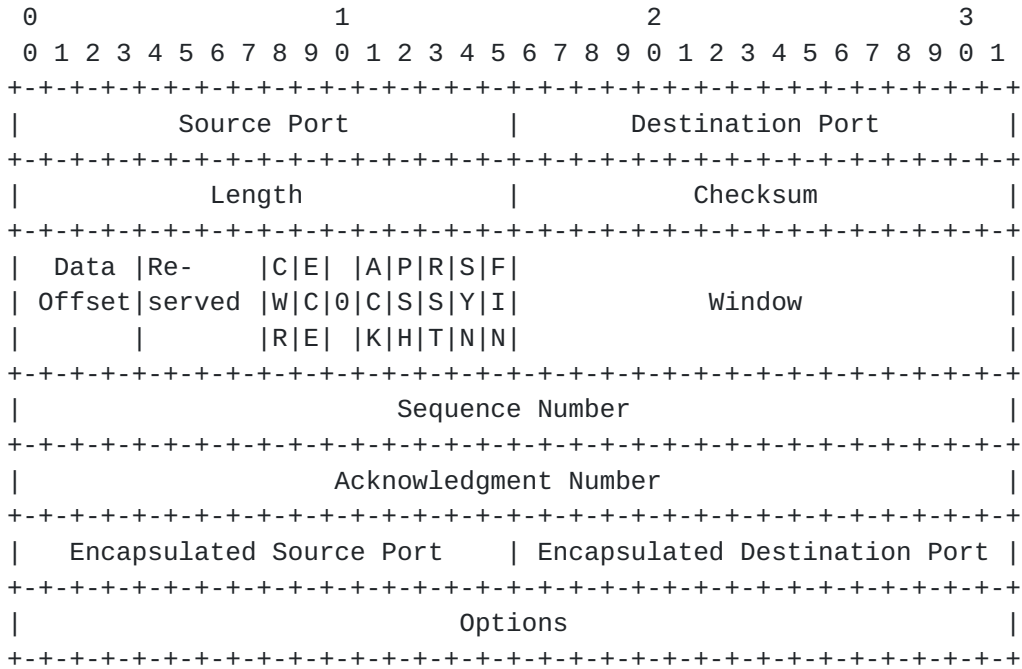 0                   1                   2                   3
 0 1 2 3 4 5 6 7 8 9 0 1 2 3 4 5 6 7 8 9 0 1 2 3 4 5 6 7 8 9 0 1
+-+-+-+-+-+-+-+-+-+-+-+-+-+-+-+-+-+-+-+-+-+-+-+-+-+-+-+-+-+-+-+-+
|          Source Port          |       Destination Port        |
+-+-+-+-+-+-+-+-+-+-+-+-+-+-+-+-+-+-+-+-+-+-+-+-+-+-+-+-+-+-+-+-+
|            Length             |           Checksum            |
+-+-+-+-+-+-+-+-+-+-+-+-+-+-+-+-+-+-+-+-+-+-+-+-+-+-+-+-+-+-+-+-+
|  Data |Re-    |C|E| |A|P|R|S|F|                               |
| Offset|served |W|C|0|C|S|S|Y|I|            Window             |
|       |       |R|E| |K|H|T|N|N|                               |
+-+-+-+-+-+-+-+-+-+-+-+-+-+-+-+-+-+-+-+-+-+-+-+-+-+-+-+-+-+-+-+-+
|                        Sequence Number                        |
+-+-+-+-+-+-+-+-+-+-+-+-+-+-+-+-+-+-+-+-+-+-+-+-+-+-+-+-+-+-+-+-+
|                    Acknowledgment Number                      |
+-+-+-+-+-+-+-+-+-+-+-+-+-+-+-+-+-+-+-+-+-+-+-+-+-+-+-+-+-+-+-+-+
|   Encapsulated Source Port    | Encapsulated Destination Port |
+-+-+-+-+-+-+-+-+-+-+-+-+-+-+-+-+-+-+-+-+-+-+-+-+-+-+-+-+-+-+-+-+
|                            Options                            |
+-+-+-+-+-+-+-+-+-+-+-+-+-+-+-+-+-+-+-+-+-+-+-+-+-+-+-+-+-+-+-+-+